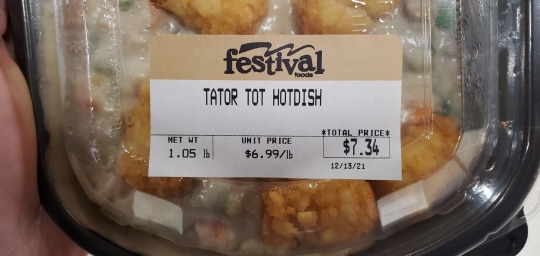 festival
foods
TATOR TOT HOTDISH
NET WT UNIT PRICE *TOTAL PRICE*
1.05 lb $6.99/lb $7.34
12/13/21